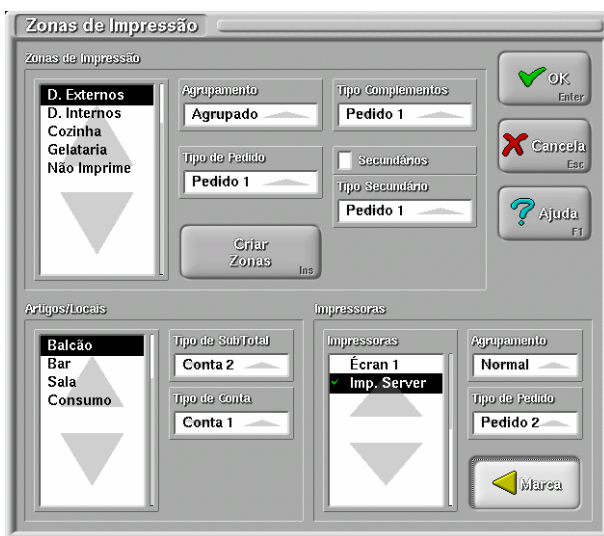 Zonas de Impressão
Zonas de Impressão
D. Externos
D. Internos
Cozinha
Gelataria
Não Imprime
Agrupamento
Agrupado
Tipo Complementos
Pedido 1
Tipo de Pedido
Pedido 1
Secundários
Tipo Secundário
Pedido 1
Criar
Zonas
Ins
OK
Enter
Cancela
Esc
Ajuda
F1
Artigos/Locais
Balcão
Bar
Sala
Consumo
Tipo de SubTotal
Conta 2
Tipo de Conta
Conta 1
Impressoras
Impressoras
Écran 1
Imp. Server
Agrupamento
Normal
Tipo de Pedido
Pedido 2
Marca